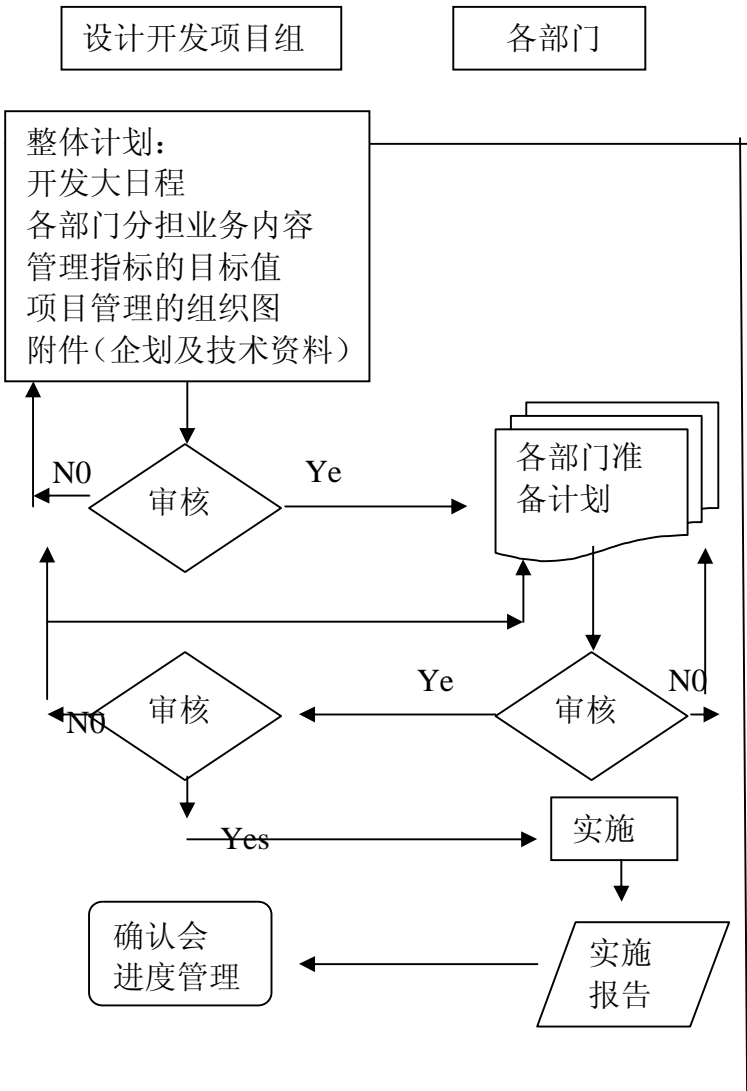 设计开发项目组
各部门
整体计划：
开发大日程
各部门分担业务内容
管理指标的目标值
项目管理的组织图
附件（企划及技术资料）
N0
审核
Ye
各部门准
备计划
N0
审核
Ye
审核
N0
Yes
实施
确认会
进度管理
实施
报告